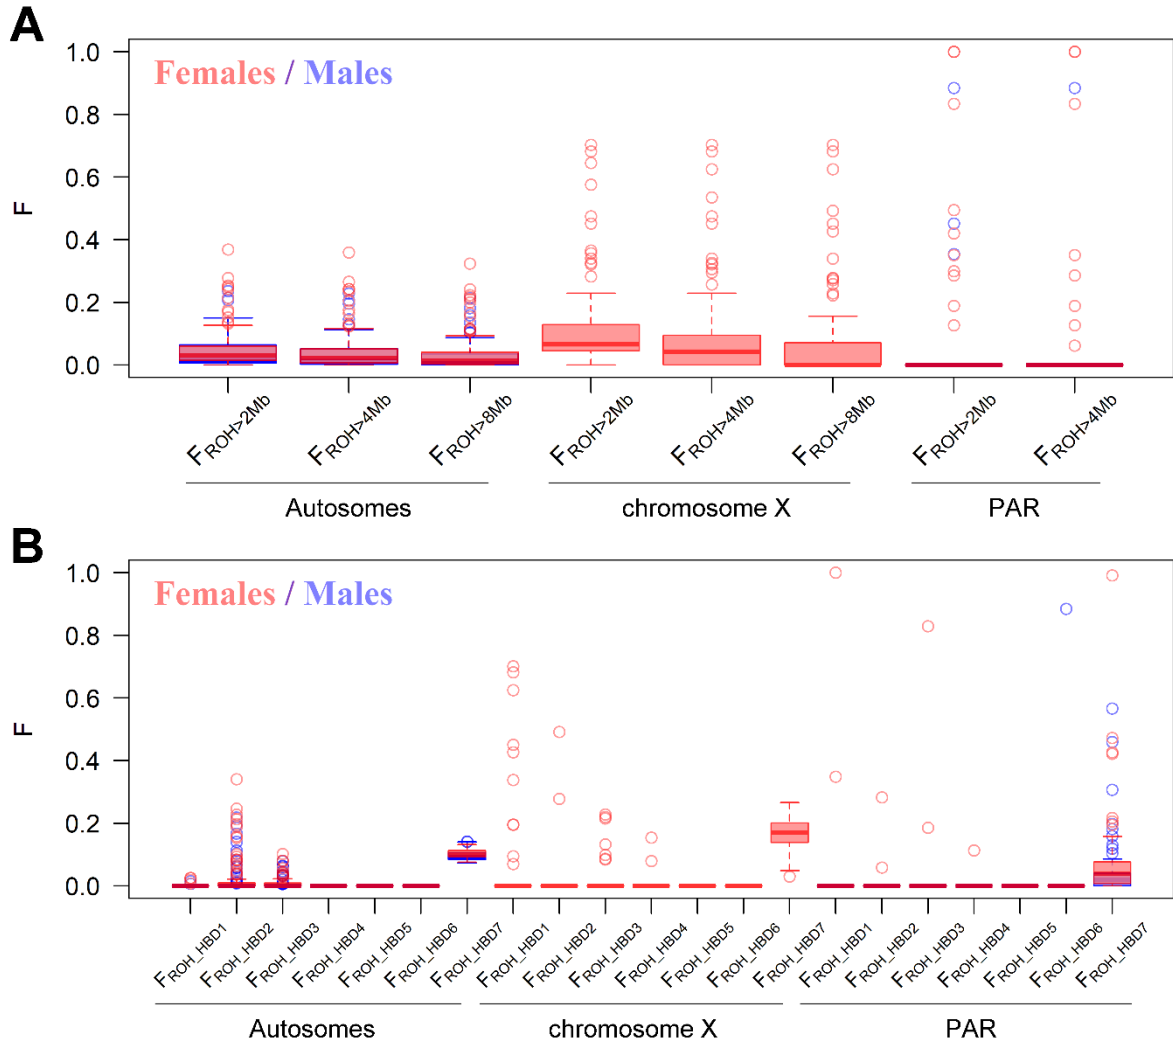 A
Females / Males
1.0
0.8
0.6
0.4
0.2
0.0
F
FROH>2Mb
FROH>4Mb
FROH>8Mb
FROH>2Mb
FROH>4Mb
FROH>8Mb
FROH>2Mb
FROH>4Mb
Autosomes
chromosome X
PAR
B
Females / Males
1.0
0.8
0.6
0.4
0.2
0.0
F
FROH_HBD1
FROH_HBD2
FROH_HBD3
FROH_HBD4
FROH_HBD5
FROH_HBD6
FROH_HBD7
FROH_HBD1
FROH_HBD2
FROH_HBD3
FROH_HBD4
FROH_HBD5
FROH_HBD6
FROH_HBD7
FROH_HBD1
FROH_HBD2
FROH_HBD3
FROH_HBD4
FROH_HBD5
FROH_HBD6
FROH_HBD7
Autosomes
chromosome X
PAR